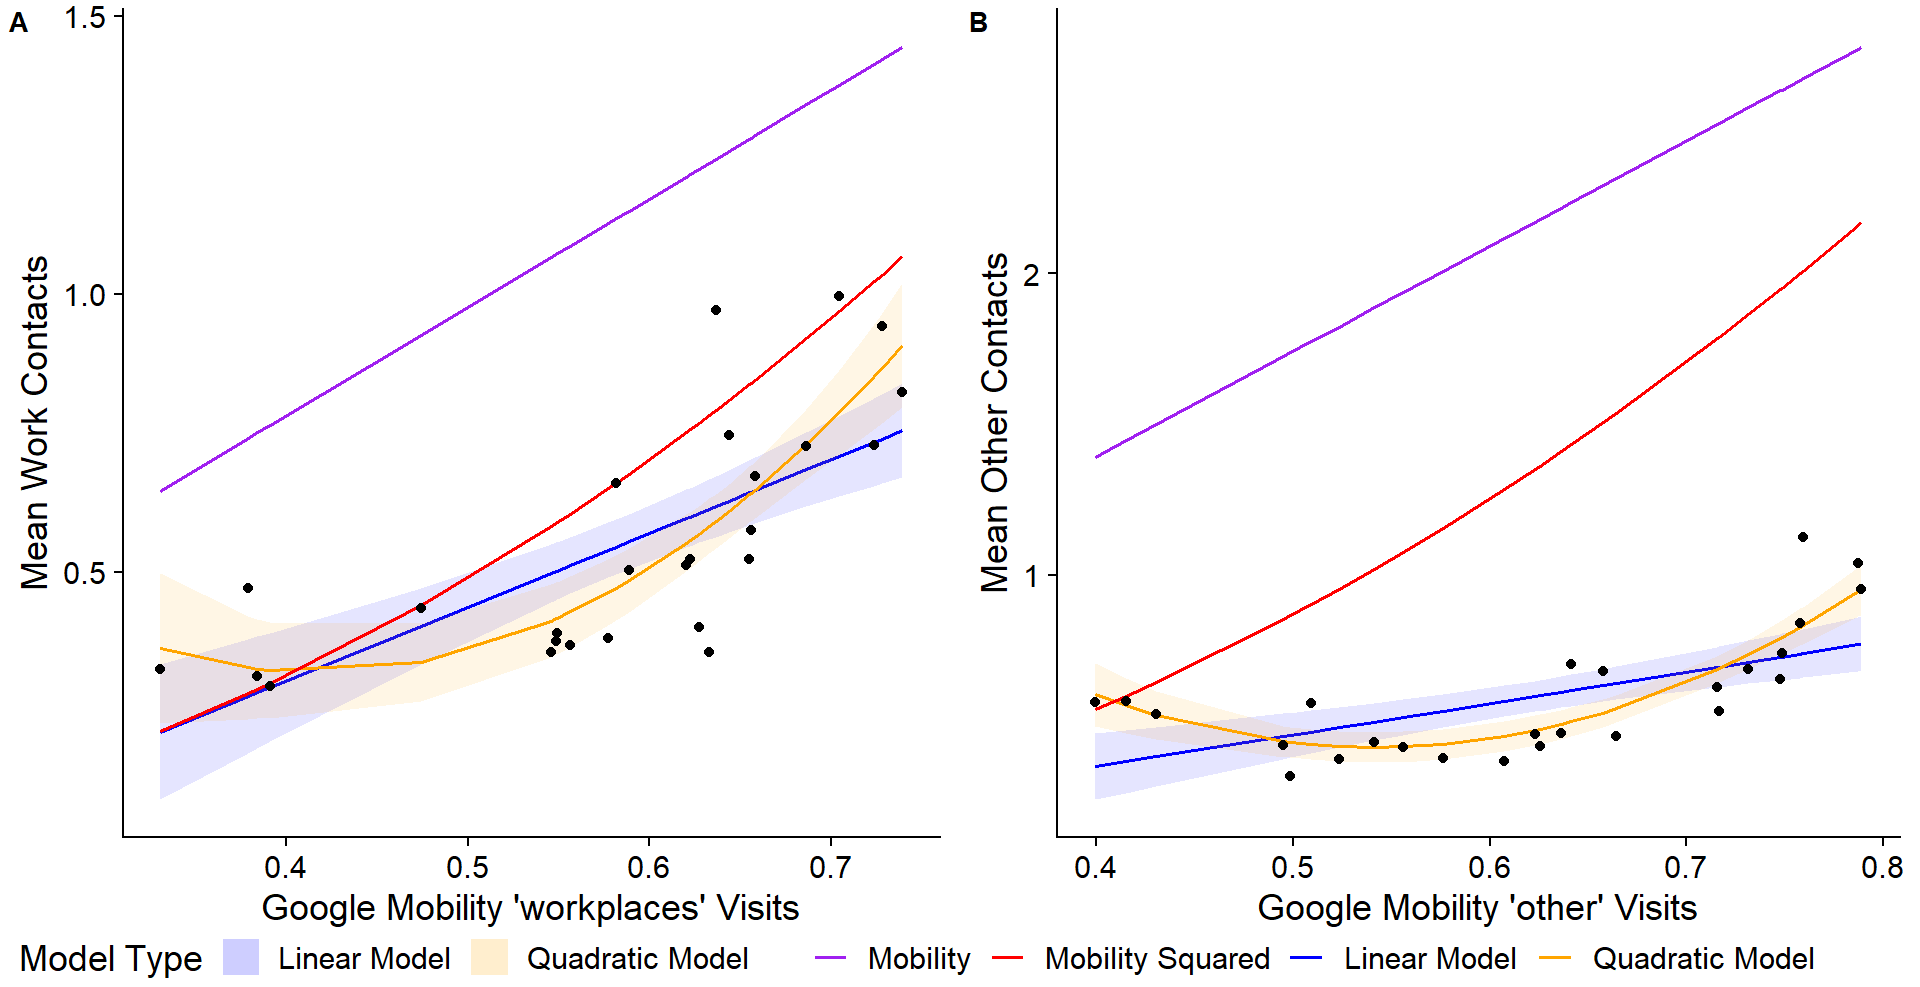 A
1.5
1.0
0.5
Mean Work Contacts
0.4 0.5 0.6 0.7
Google Mobility 'workplaces' Visits
B
2
1
Mean Other Contacts
0.4 0.5 0.6 0.7 0.8
Google Mobility 'other' Visits
Model Type Linear Model Quadratic Model Mobility Mobility Squared Linear Model Quadratic Model